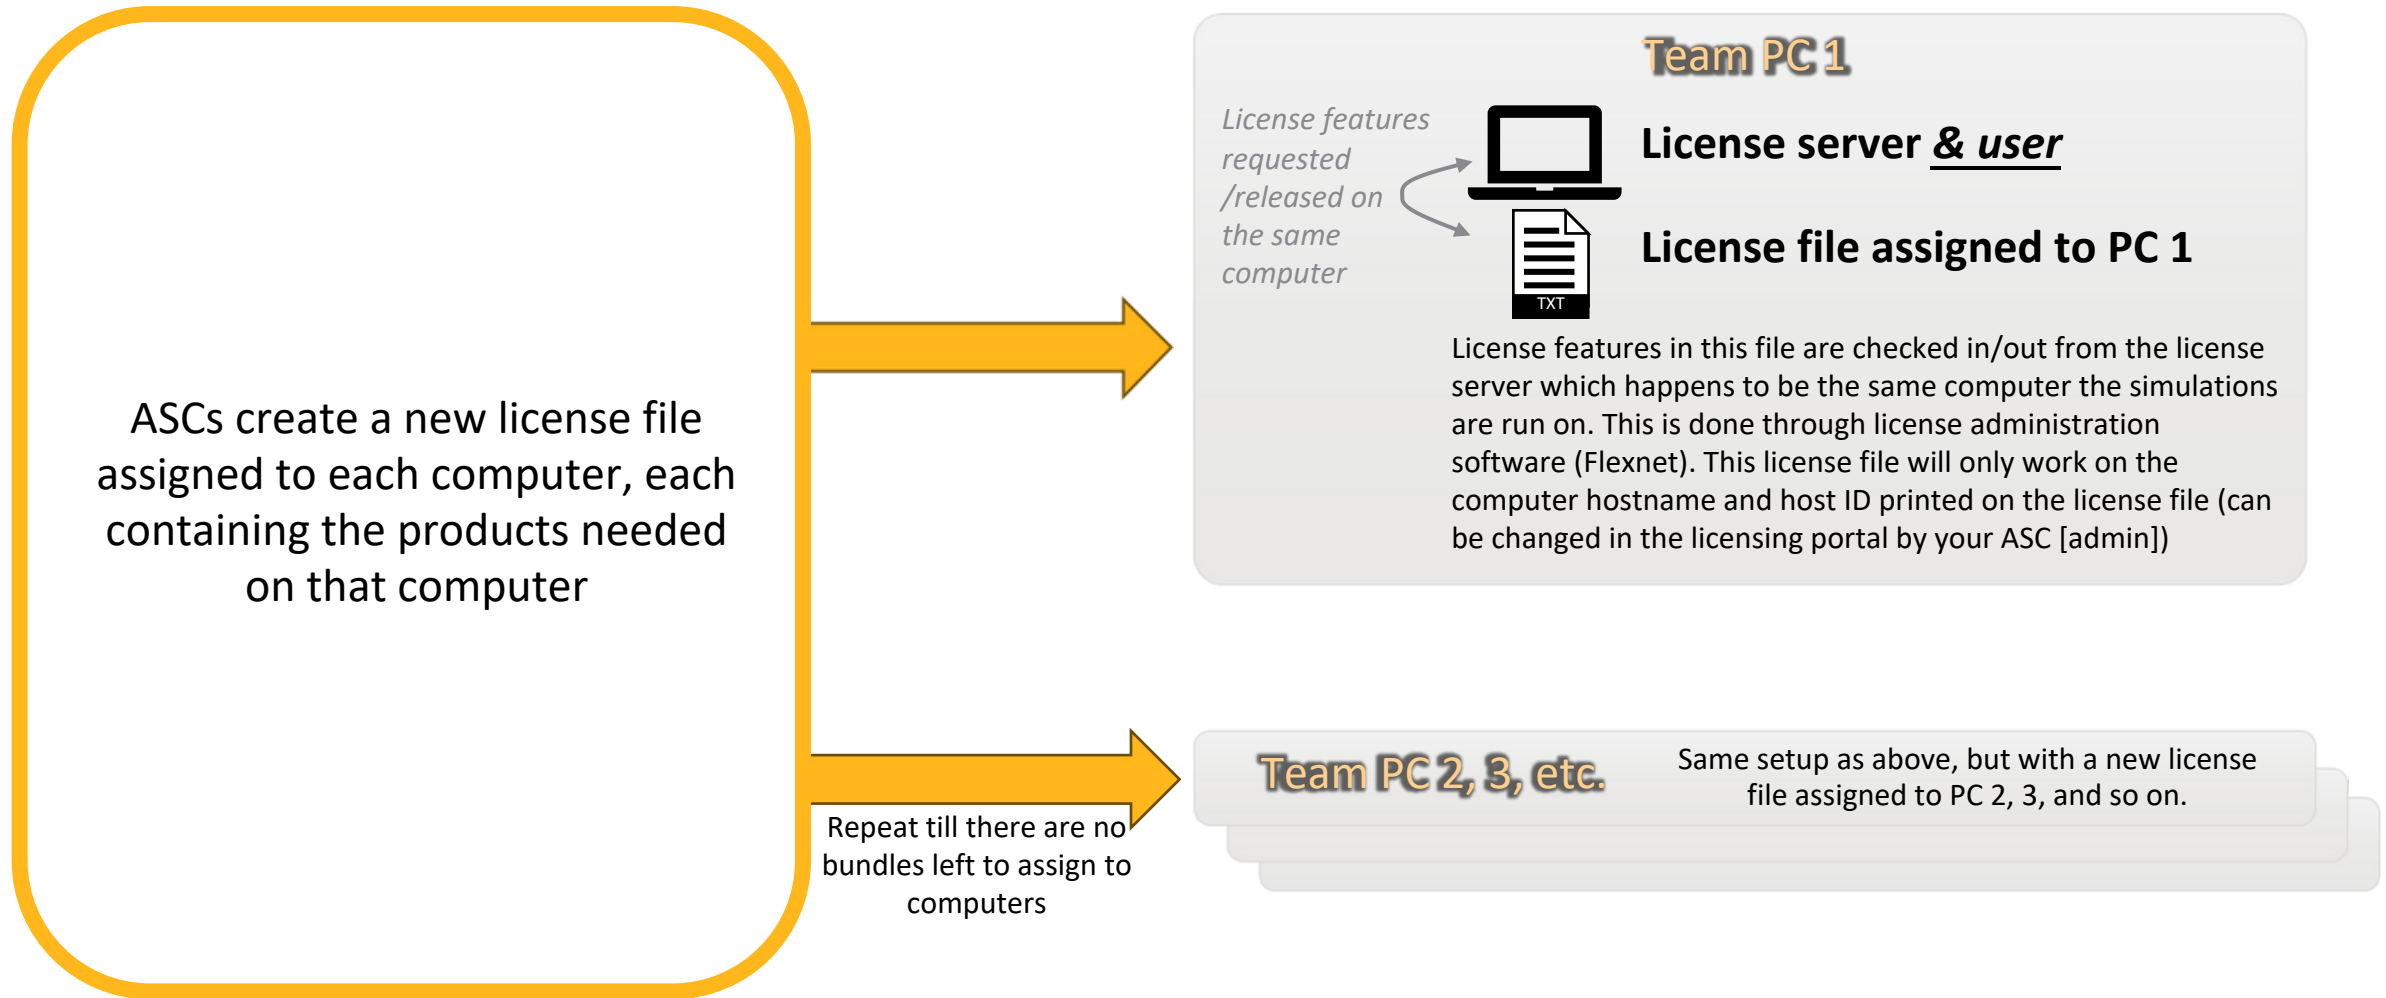 ASCs create a new license file
assigned to each computer, each
containing the products needed
on that computer
Team PC 1
License features
requested
/released on
the same
computer
License server & user
License file assigned to PC 1
TXT
License features in this file are checked in/out from the license
server which happens to be the same computer the simulations
are run on. This is done through license administration
software (Flexnet). This license file will only work on the
computer hostname and host ID printed on the license file (can
be changed in the licensing portal by your ASC [admin])
Repeat till there are no
bundles left to assign to
computers
Team PC 2, 3, etc.
Same setup as above, but with a new license
file assigned to PC 2, 3, and so on.